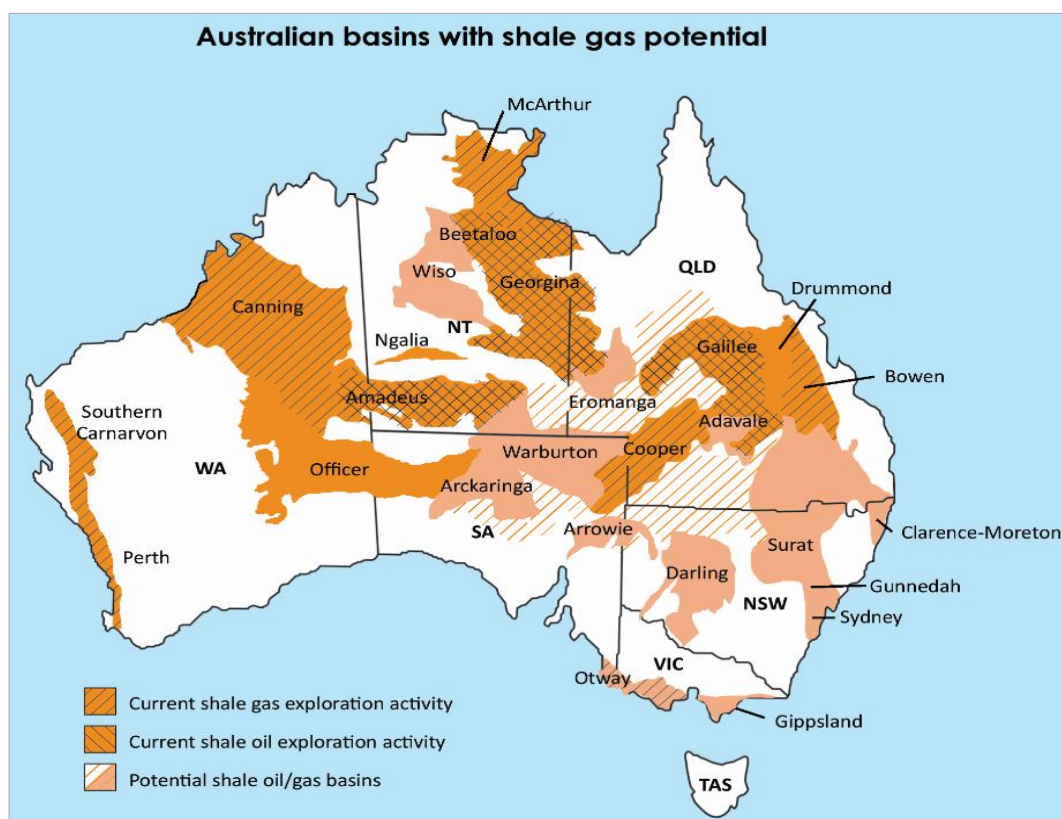 Australian basins with shale gas potential
McArthur
Beetaloo
Wiso
QLD
Georgina
Drummond
Canning
NT
Ngalia
Galilee
Bowen
Amadeus
Eromanga
Southern
Carnarvon
Adavale
WA
Officer
Warburton
Cooper
Arckaringa
SA
Arrowie
Clarence-Moreton
Surat
Perth
Darling
Gunnedah
NSW
Sydney
VIC
Otway
Gippsland
TAS
Current shale gas exploration activity
Current shale oil exploration activity
Potential shale oil/gas basins